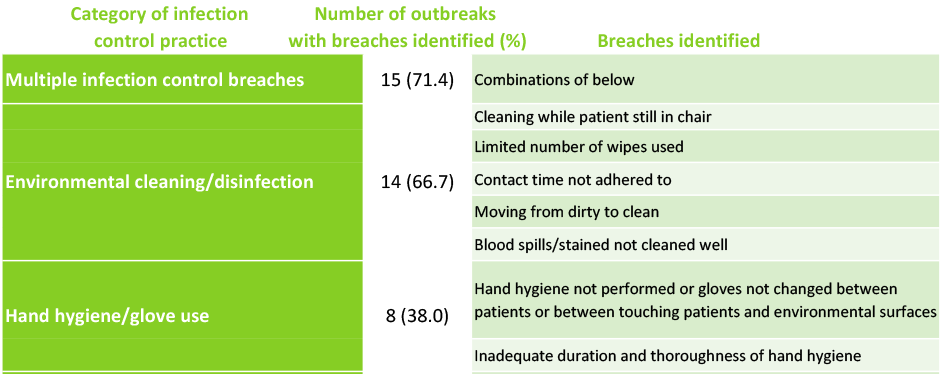 Category of infection
control practice
Number of outbreaks
with breaches identified (%)
Breaches identified
Multiple infection control breaches
15 (71.4)
Combinations of below
Environmental cleaning/disinfection
14 (66.7)
Cleaning while patient still in chair
Limited number of wipes used
Contact time not adhered to
Moving from dirty to clean
Blood spills/stained not cleaned well
Hand hygiene/glove use
8 (38.0)
Hand hygiene not performed or gloves not changed between
patients or between touching patients and environmental surfaces
Inadequate duration and thoroughness of hand hygiene